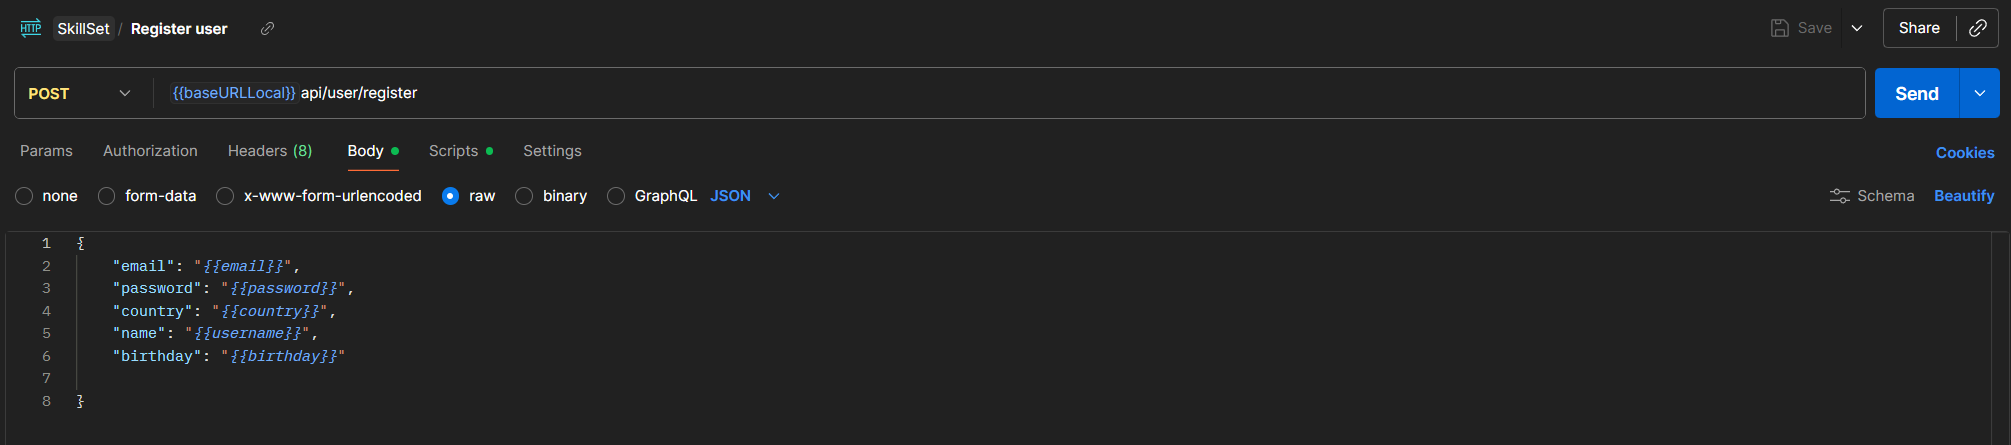 HTTP SkillSet / Register user Save Share
POST {{baseURLLocal}} api/user/register Send
Params Authorization Headers (8) Body Scripts Settings Cookies
none form-data x-www-form-urlencoded raw binary GraphQL JSON Schema Beautify
1 {
2 "email": "{{email}}",
3 "password": "{{password}}",
4 "country": "{{country}}",
5 "name": "{{username}}",
6 "birthday": "{{birthday}}"
7
8 }